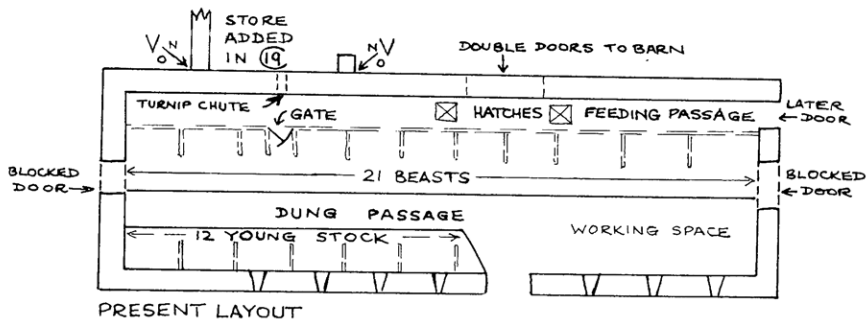 STORE
ADDED
IN 19
V
O N
N V
O
DOUBLE DOORS TO BARN
TURNIP CHUTE
GATE
HATCHES
FEEDING PASSAGE
LATER
DOOR
BLOCKED
DOOR
21 BEASTS
BLOCKED
DOOR
DUNG PASSAGE
12 YOUNG STOCK
WORKING SPACE
PRESENT LAYOUT